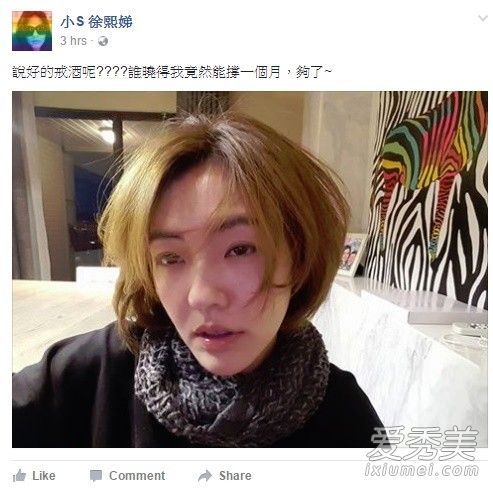 小S 徐熙娣
3 hrs ·
說好的戒酒呢????誰曉得我竟然能撐一個月，夠了~
爱秀美
ixiumei.com
Like Comment Share